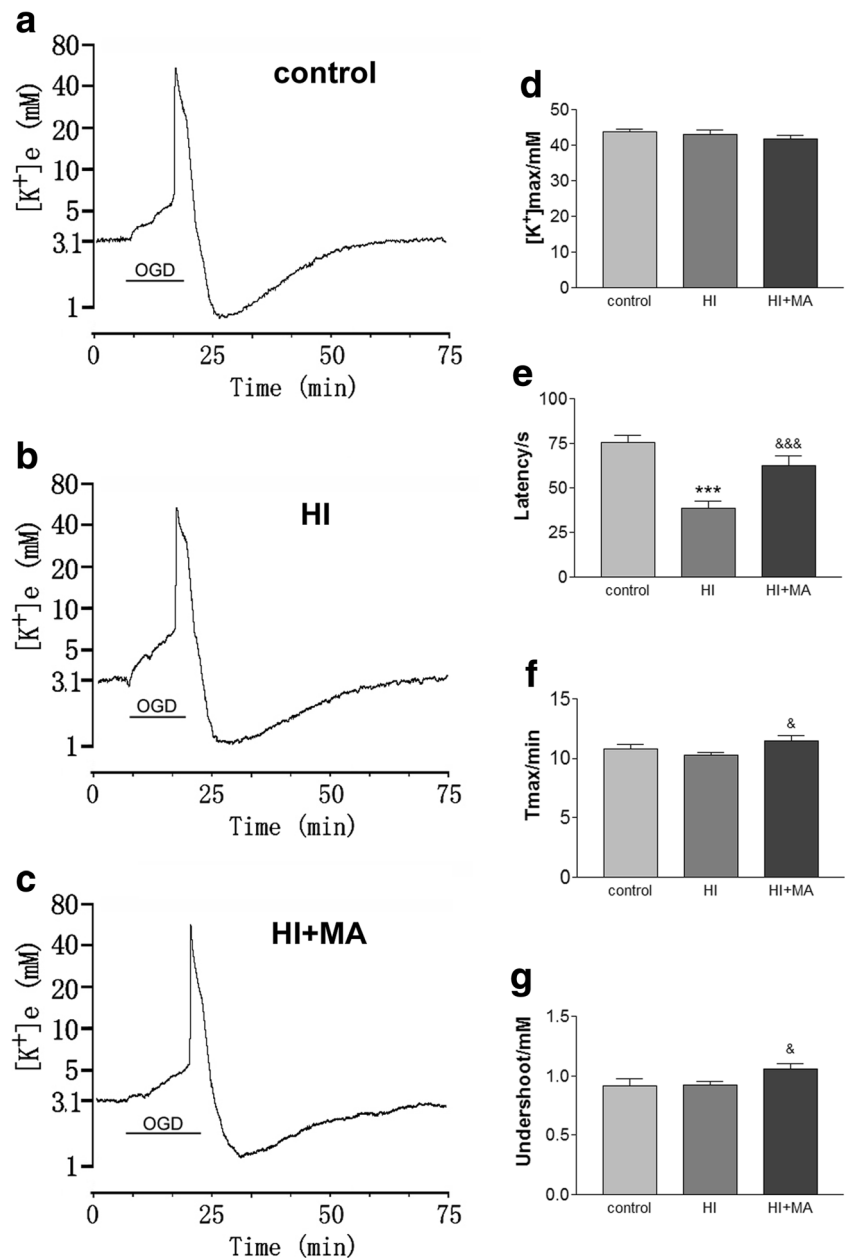 a
control
[K+]e (mM)
80
40
20
10
5
3.1
1
OGD
0
25
50
75
Time (min)
b
HI
[K+]e (mM)
80
40
20
10
5
3.1
1
OGD
0
25
50
75
Time (min)
c
HI+MA
[K+]e (mM)
80
40
20
10
5
3.1
1
OGD
0
25
50
75
Time (min)
d
[K+]max/mM
50
40
30
20
10
0
control HI HI+MA
e
Latency/s
100
75
50
25
0
***
&&&
control HI HI+MA
f
Tmax/min
15
10
5
0
&
control HI HI+MA
g
Undershoot/mM
1.5
1.0
0.5
0.0
&
control HI HI+MA